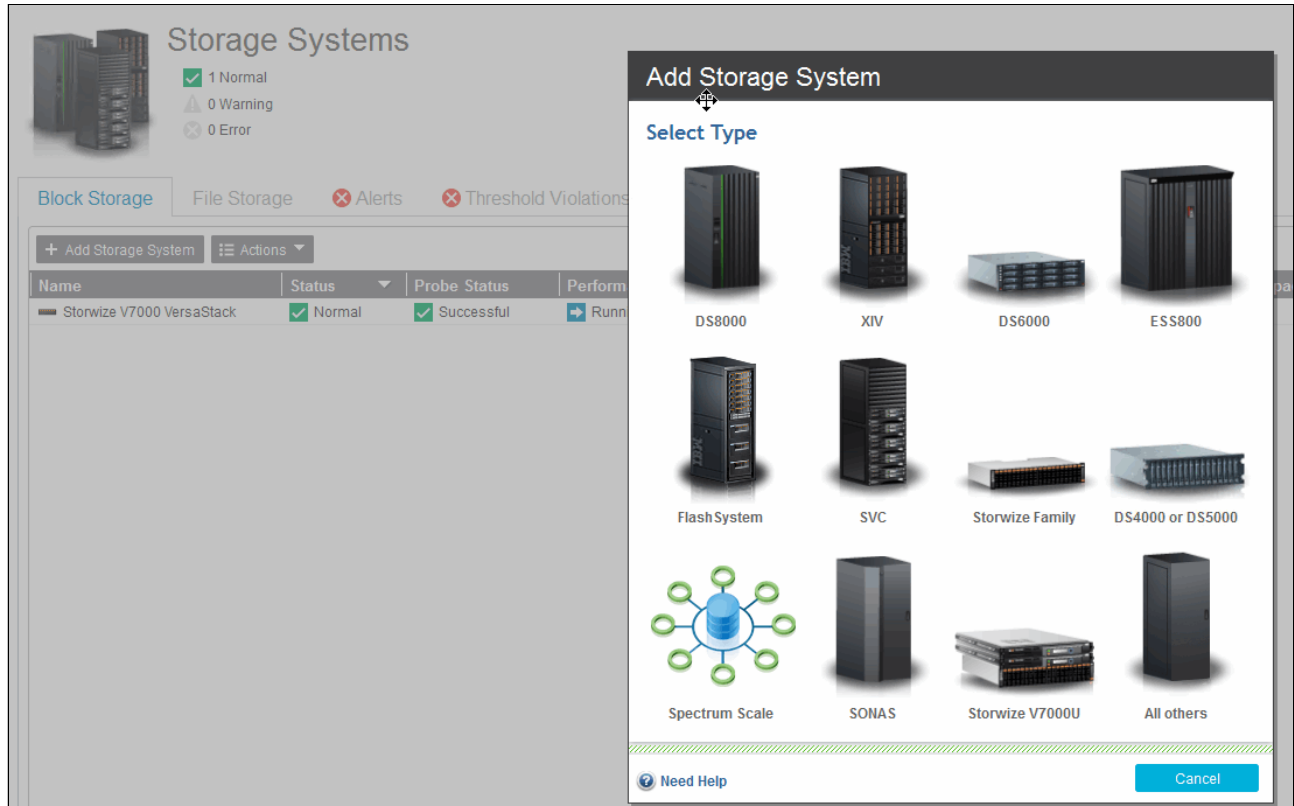 Storage Systems
1 Normal
0 Warning
0 Error
Block Storage File Storage Alerts Threshold Violations
+ Add Storage System Actions
Name Status Probe Status Perform
Storwize V7000 VersaStack Normal Successful Runn
Add Storage System
Select Type
DS8000 XIV DS6000 ESS800
FlashSystem SVC Storwize Family DS4000 or DS5000
Spectrum Scale SONAS Storwize V7000U All others
Need Help Cancel